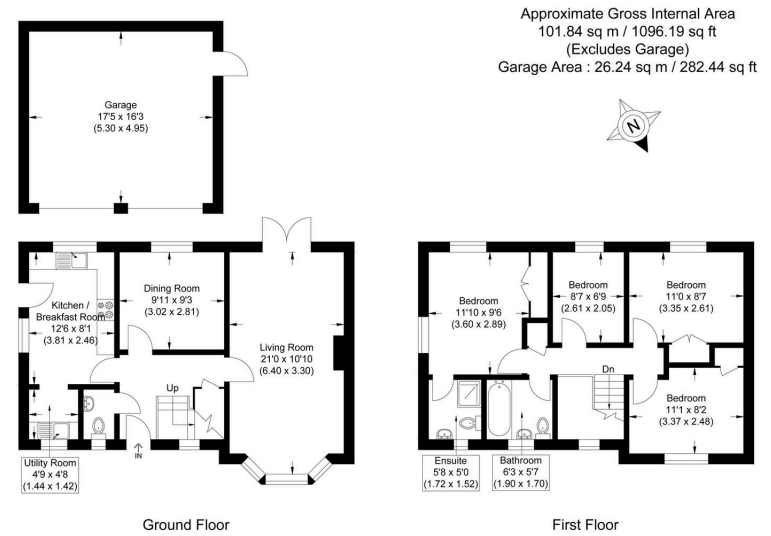 Approximate Gross Internal Area
101.84 sq m / 1096.19 sq ft
(Excludes Garage)
Garage Area : 26.24 sq m / 282.44 sq ft
N
Garage
17'5 x 16'3
(5.30 x 4.95)
Kitchen /
Breakfast Room
12'6 x 8'1
(3.81 x 2.46)
Dining Room
9'11 x 9'3
(3.02 x 2.81)
Living Room
21'0 x 10'10
(6.40 x 3.30)
Up
IN
Utility Room
4'9 x 4'8
(1.44 x 1.42)
Ground Floor
Bedroom
11'10 x 9'6
(3.60 x 2.89)
Bedroom
8'7 x 6'9
(2.61 x 2.05)
Bedroom
11'0 x 8'7
(3.35 x 2.61)
Dn
Bedroom
11'1 x 8'2
(3.37 x 2.48)
Ensuite
5'8 x 5'0
(1.72 x 1.52)
Bathroom
6'3 x 5'7
(1.90 x 1.70)
First Floor